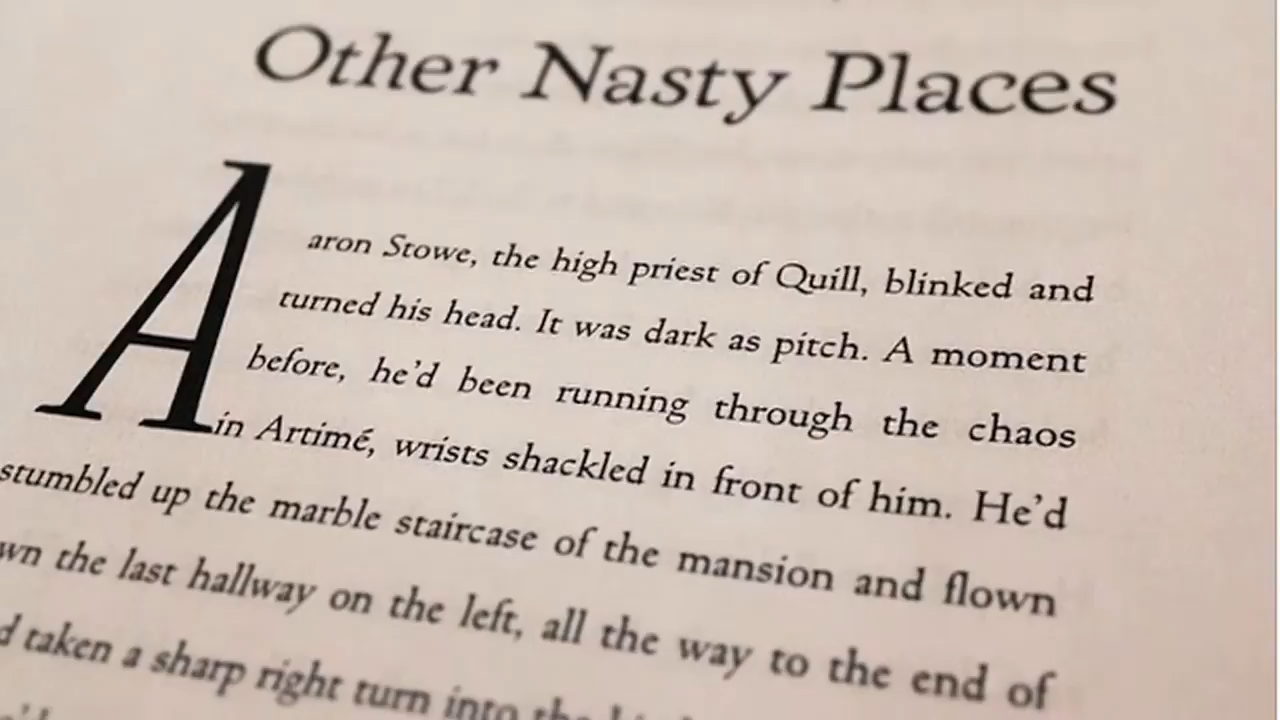 Other Nasty Places
Aaron Stowe, the high priest of Quill, blinked and
turned his head. It was dark as pitch. A moment
before, he'd been running through the chaos
in Artimé, wrists shackled in front of him. He'd
stumbled up the marble staircase of the mansion and flown
the last hallway on the left, all the way to the end of
taken a sharp right turn into the